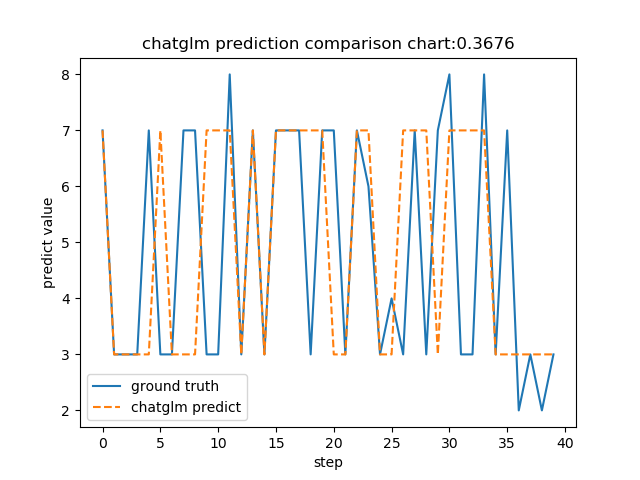 chatglm prediction comparison chart:0.3676
8
7
6
5
4
3
2
predict value
ground truth
chatglm predict
0 5 10 15 20 25 30 35 40
step